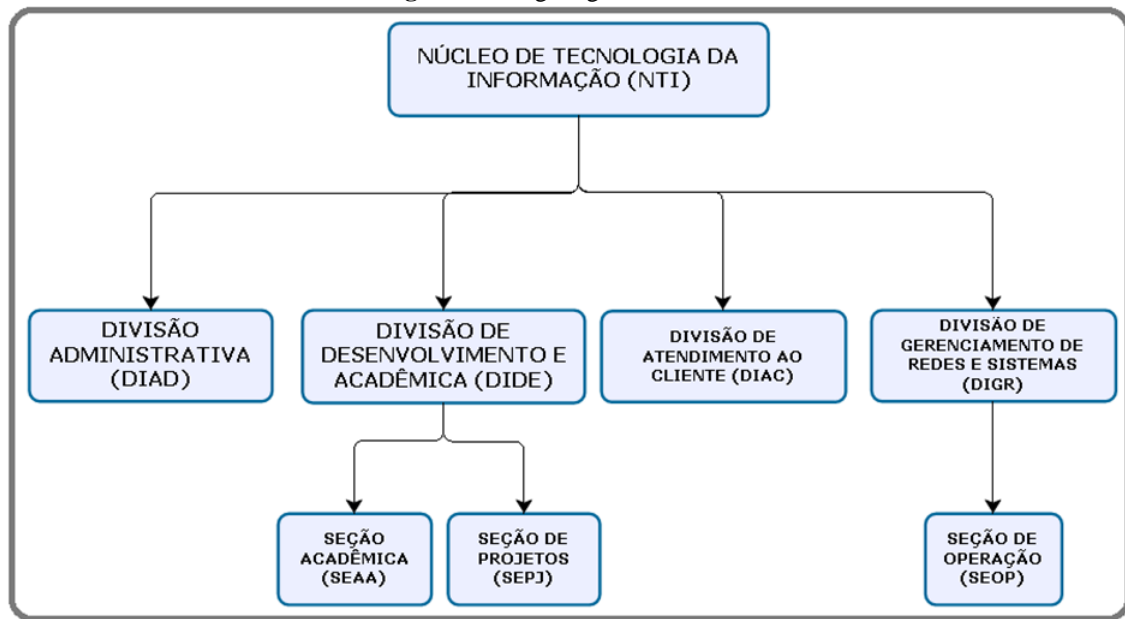 NÚCLEO DE TECNOLOGIA DA
INFORMAÇÃO (NTI)
DIVISÃO
ADMINISTRATIVA
(DIAD)
DIVISÃO DE
DESENVOLVIMENTO E
ACADÊMICA (DIDE)
DIVISÃO DE
ATENDIMENTO AO
CLIENTE (DIAC)
DIVISÃO DE
GERENCIAMENTO DE
REDES E SISTEMAS
(DIGR)
SEÇÃO
ACADÊMICA
(SEAA)
SEÇÃO DE
PROJETOS
(SEPJ)
SEÇÃO DE
OPERAÇÃO
(SEOP)